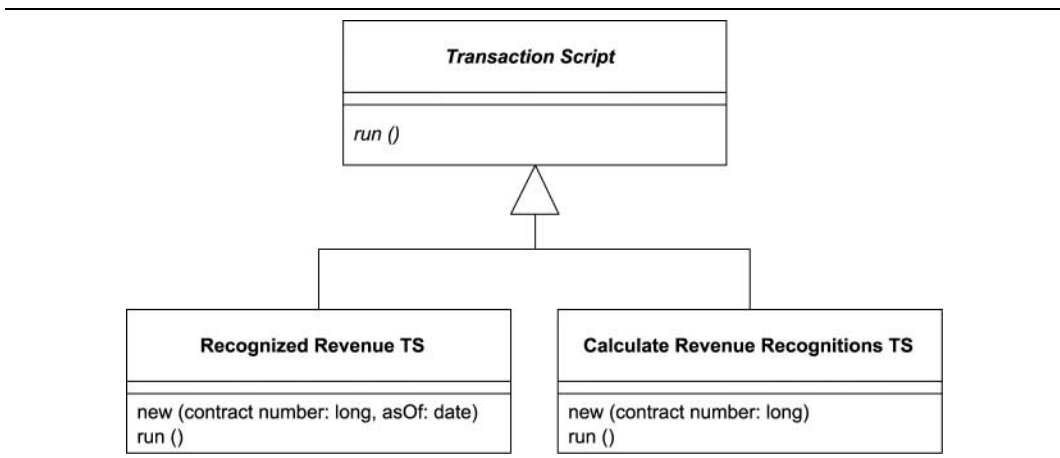 Transaction Script
run ()
Recognized Revenue TS
new (contract number: long, asOf: date)
run ()
Calculate Revenue Recognitions TS
new (contract number: long)
run ()